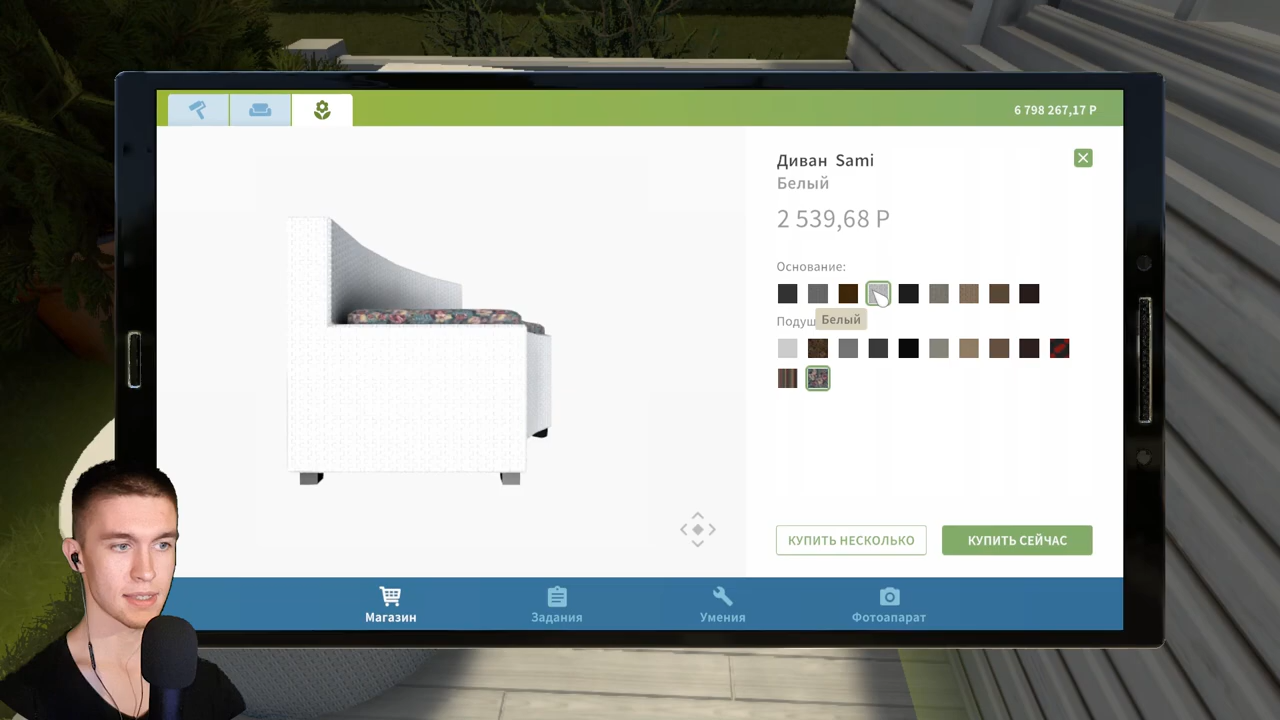 6 798 267,17 Р
Диван Sami
Белый
2 539,68 Р
Основание:
Белый
КУПИТЬ НЕСКОЛЬКО
КУПИТЬ СЕЙЧАС
Магазин
Задания
Умения
Фотоаппарат